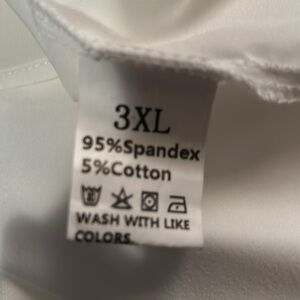 3XL
95%Spandex
5%Cotton
WASH WITH LIKE
COLORS.